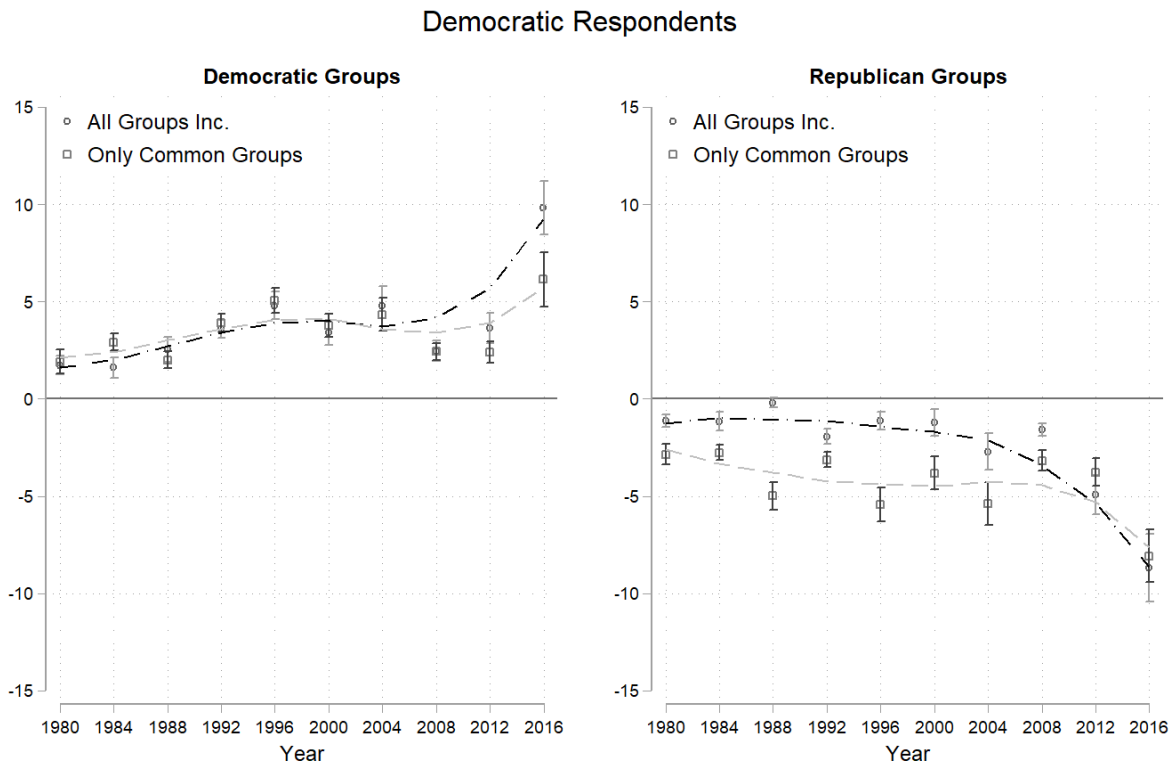 Democratic Respondents
Democratic Groups
15
10
5
0
-5
-10
-15
All Groups Inc.
Only Common Groups
1980 1984 1988 1992 1996 2000 2004 2008 2012 2016
Year
Republican Groups
15
10
5
0
-5
-10
-15
All Groups Inc.
Only Common Groups
1980 1984 1988 1992 1996 2000 2004 2008 2012 2016
Year